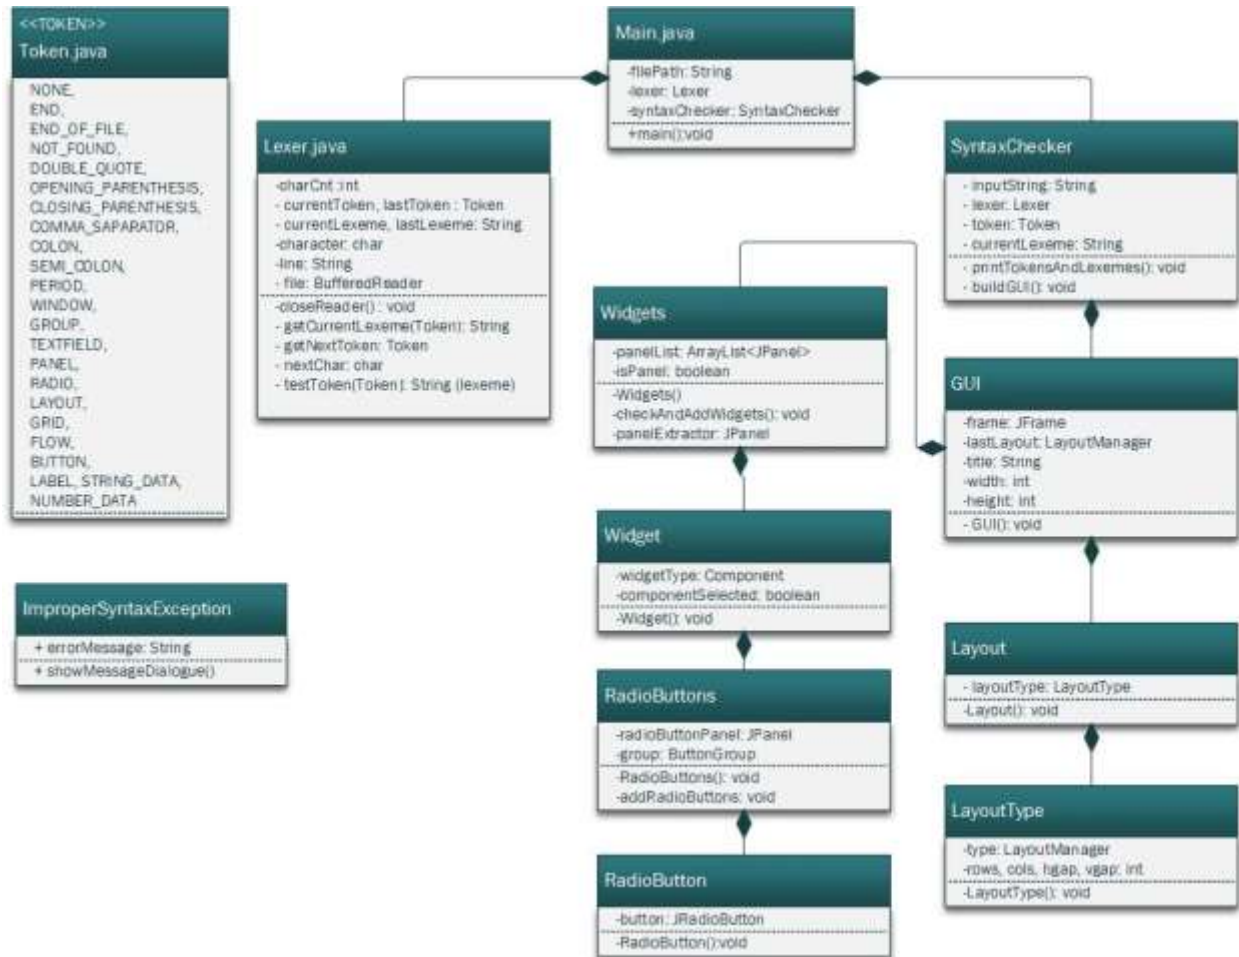 <<TOKEN>>
Token.java
NONE,
END,
END_OF_FILE,
NOT_FOUND,
DOUBLE_QUOTE,
OPENING_PARENTHESIS,
CLOSING_PARENTHESIS,
COMMA_SAPARATOR,
COLON,
SEMI_COLON,
PERIOD,
WINDOW,
GROUP,
TEXTFIELD,
PANEL,
RADIO,
LAYOUT,
GRID,
FLOW,
BUTTON,
LABEL, STRING_DATA,
NUMBER_DATA
ImproperSyntaxException
+ errorMessage: String
+ showMessageDialogue()
Main.java
-filePath: String
-lexer: Lexer
-syntaxChecker: SyntaxChecker
+main():void
Lexer.java
-charCnt :int
- currentToken, lastToken : Token
- currentLexeme, lastLexeme: String
-character: char
-line: String
- file: BufferedReader
-closeReader() : void
- getCurrentLexeme(Token): String
- getNextToken: Token
- nextChar: char
- testToken(Token): String (lexeme)
SyntaxChecker
- inputString: String
- lexer: Lexer
- token: Token
- currentLexeme: String
- printTokensAndLexemes(): void
- buildGUI(): void
Widgets
-panelList: ArrayList<JPanel>
-isPanel: boolean
-Widgets()
-checkAndAddWidgets(): void
-panelExtractor: JPanel
GUI
-frame: JFrame
-lastLayout: LayoutManager
-title: String
-width: int
-height: int
- GUI(): void
Widget
-widgetType: Component
-componentSelected: boolean
-Widget(): void
Layout
- layoutType: LayoutType
-Layout(): void
RadioButtons
-radioButtonPanel: JPanel
-group: ButtonGroup
-RadioButtons(): void
-addRadioButtons: void
LayoutType
-type: LayoutManager
-rows, cols, hgap, vgap: int
-LayoutType(): void
RadioButton
-button: JRadioButton
-RadioButton():void